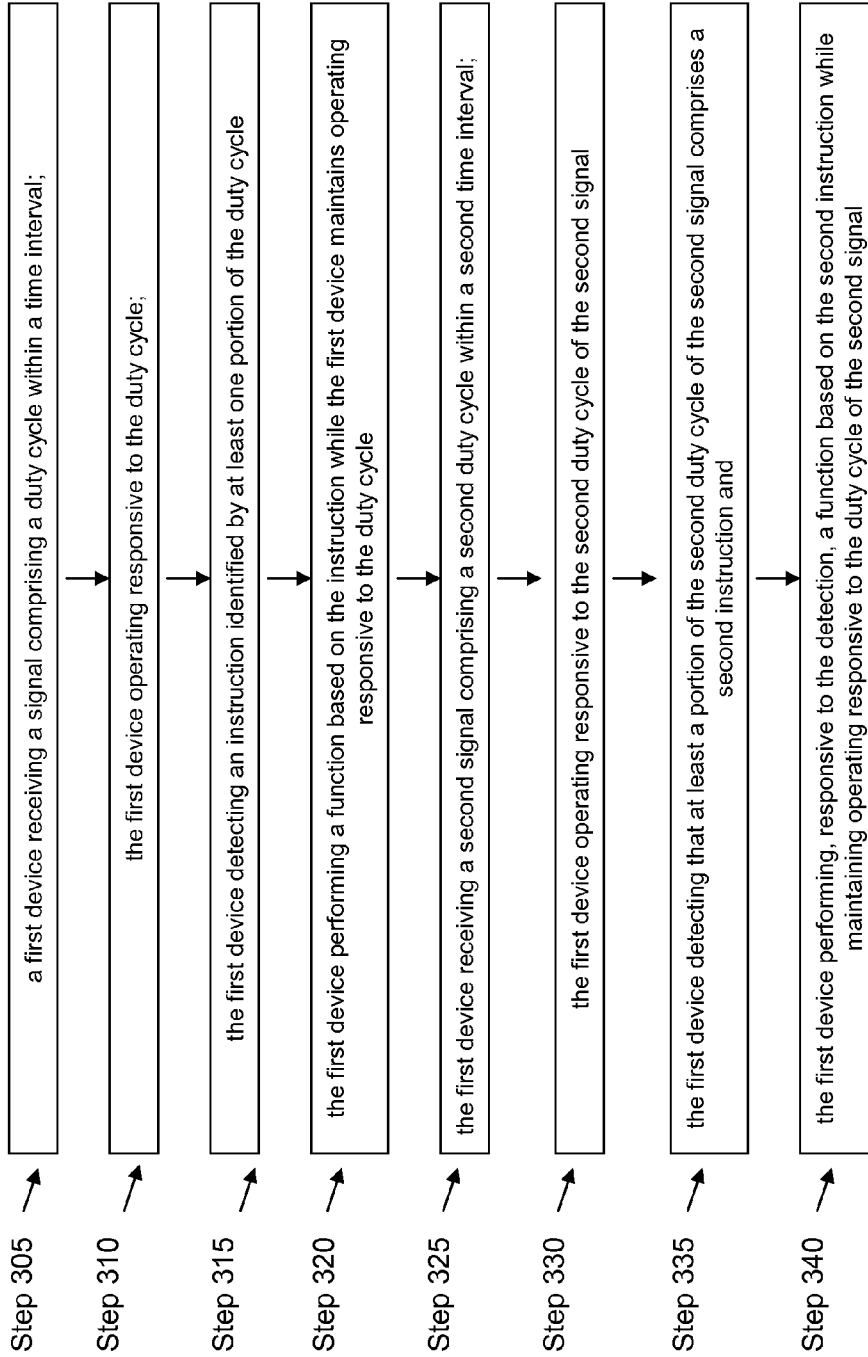 Step 305
a first device receiving a signal comprising a duty cycle within a time interval;
Step 310
the first device operating responsive to the duty cycle;
Step 315
the first device detecting an instruction identified by at least one portion of the duty cycle
Step 320
the first device performing a function based on the instruction while the first device maintains operating
responsive to the duty cycle
Step 325
the first device receiving a second signal comprising a second duty cycle within a second time interval;
Step 330
the first device operating responsive to the second duty cycle of the second signal
Step 335
the first device detecting that at least a portion of the second duty cycle of the second signal comprises a
second instruction and
Step 340
the first device performing, responsive to the detection, a function based on the second instruction while
maintaining operating responsive to the duty cycle of the second signal